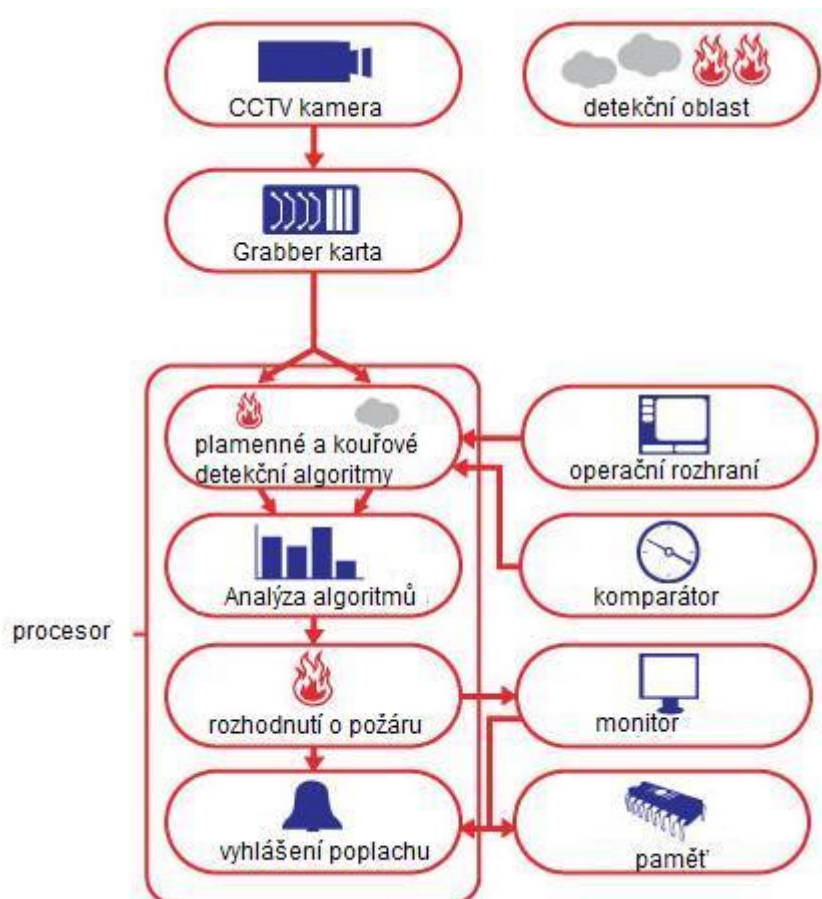 CCTV kamera
detekční oblast
Grabber karta
plamenné a kouřové
detekční algoritmy
operační rozhraní
Analýza algoritmů
komparátor
procesor
rozhodnutí o požáru
monitor
vyhlášení poplachu
paměť